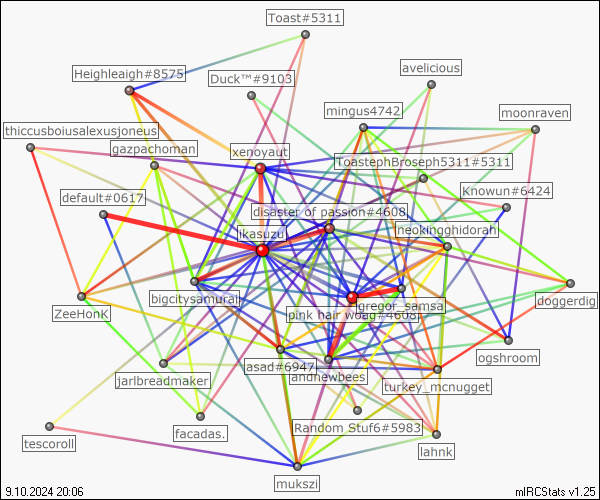 Toast#5311
Heighleaigh#8575
Duck™#9103
avelicious
mingus4742
moonraven
thiccusboiusalexusjoneus
gazpachoman
xenoyaut
ToastephBroseph5311#5311
default#0617
Knowun#6424
disaster of passion#4608
ikasuzu
neokingghidorah
bigcitysamurai
gregor_samsa
ZeeHonK
pink hair woag#4608
doggerdig
ogshroom
asad#6947
andnewbees
jarlbreadmaker
turkey_mcnugget
facadas.
Random Stuf6#5983
tescoroll
lahnk
mukszi
9.10.2024 20:06
mIRCStats v1.25